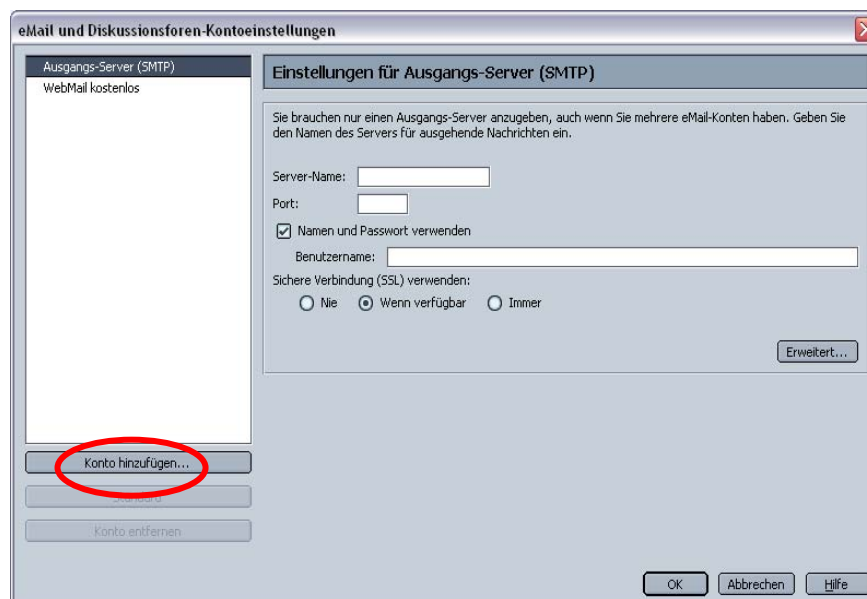 eMail und Diskussionsforen-Kontoeinstellungen
Ausgangs-Server (SMTP)
WebMail kostenlos
Einstellungen für Ausgangs-Server (SMTP)
Sie brauchen nur einen Ausgangs-Server anzugeben, auch wenn Sie mehrere eMail-Konten haben. Geben Sie
den Namen des Servers für ausgehende Nachrichten ein.
Server-Name:
Port:
Namen und Passwort verwenden
Benutzername:
Sichere Verbindung (SSL) verwenden:
Nie Wenn verfügbar Immer
Erweitert...
Konto hinzufügen...
Standard
Konto entfernen
OK Abbrechen Hilfe